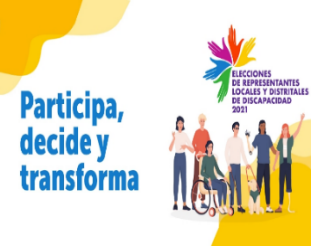 Participa,
decide y
transforma
ELECCIONES
DE REPRESENTANTES
LOCALES Y DISTRITALES
DE DISCAPACIDAD
2021